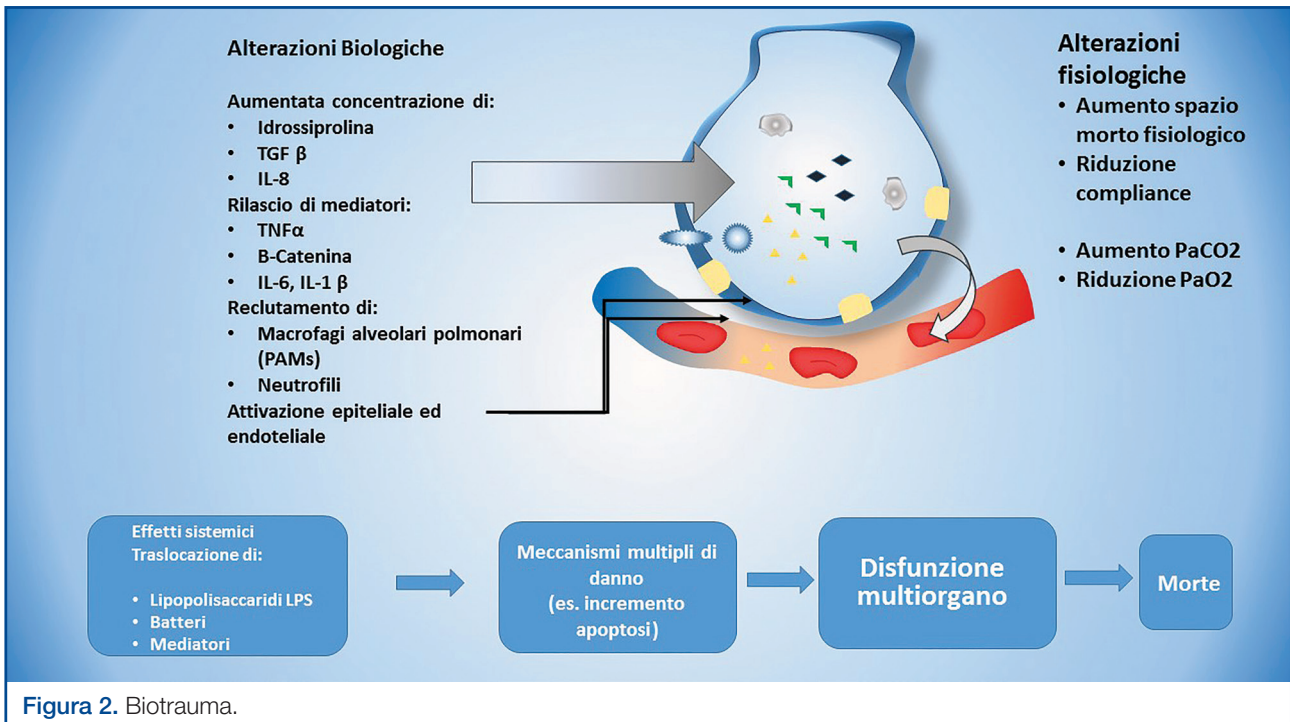 Alterazioni Biologiche
Aumentata concentrazione di:
• Idrossiprolina
• TGF β
• IL-8
Rilascio di mediatori:
• TNFα
• B-Catenina
• IL-6, IL-1 β
Reclutamento di:
• Macrofagi alveolari polmonari
(PAMs)
• Neutrofili
Attivazione epiteliale ed
endoteliale
Alterazioni
fisiologiche
• Aumento spazio
morto fisiologico
• Riduzione
compliance
• Aumento PaCO2
• Riduzione PaO2
Effetti sistemici
Traslocazione di:
• Lipopolisaccaridi LPS
• Batteri
• Mediatori
Meccanismi multipli di
danno
(es. incremento
apoptosi)
Disfunzione
multiorgano
Morte
Figura 2. Biotrauma.